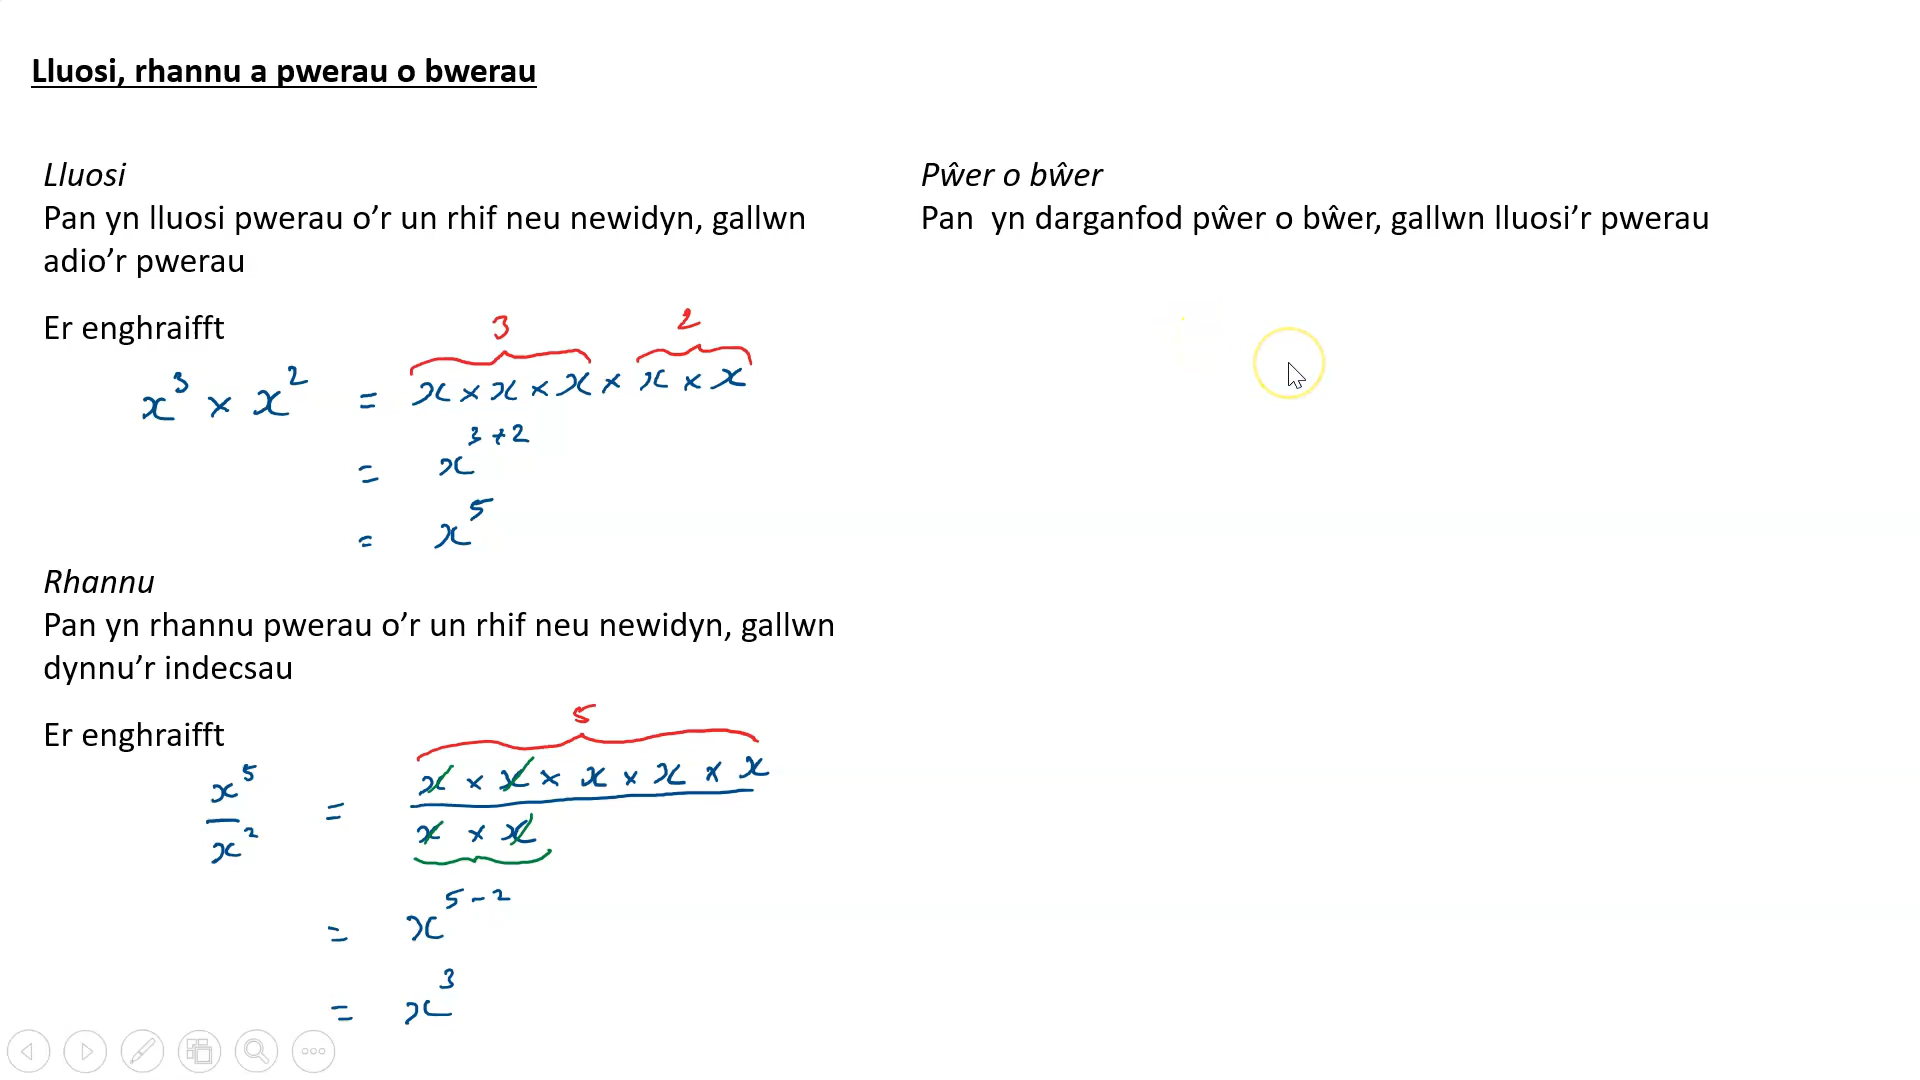 Lluosi, rhannu a pwerau o bwerau
Lluosi
Pan yn lluosi pwerau o’r un rhif neu newidyn, gallwn
adio’r pwerau
Er enghraifft
3 2
x³ × x² = x × x × x × x × x
= x³⁺²
= x⁵
Rhannu
Pan yn rhannu pwerau o’r un rhif neu newidyn, gallwn
dynnu’r indecsau
Er enghraifft
5
x⁵ / x² = x × x × x × x × x / x × x
= x⁵⁻²
= x³
Pŵer o bŵer
Pan yn darganfod pŵer o bŵer, gallwn lluosi’r pwerau